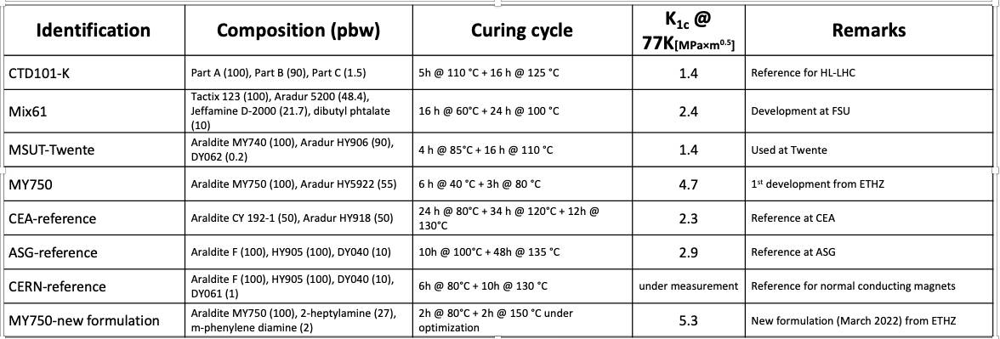 Identification
Composition (pbw)
Curing cycle
K1c @
77K[MPa×m0.5]
Remarks
CTD101-K
Part A (100), Part B (90), Part C (1.5)
5h @ 110 °C + 16 h @ 125 °C
1.4
Reference for HL-LHC
Mix61
Tactix 123 (100), Aradur 5200 (48.4),
Jeffamine D-2000 (21.7), dibutyl phtalate
(10)
16 h @ 60°C + 24 h @ 100 °C
2.4
Development at FSU
MSUT-Twente
Araldite MY740 (100), Aradur HY906 (90),
DY062 (0.2)
4 h @ 85°C + 16 h @ 110 °C
1.4
Used at Twente
MY750
Araldite MY750 (100), Aradur HY5922 (55)
6 h @ 40 °C + 3h @ 80 °C
4.7
1st development from ETHZ
CEA-reference
Araldite CY 192-1 (50), Aradur HY918 (50)
24 h @ 80°C + 34 h @ 120°C + 12h @
130°C
2.3
Reference at CEA
ASG-reference
Araldite F (100), HY905 (100), DY040 (10)
10h @ 100°C + 48h @ 135 °C
2.9
Reference at ASG
CERN-reference
Araldite F (100), HY905 (100), DY040 (10),
DY061 (1)
6h @ 80°C + 10h @ 130 °C
under measurement
Reference for normal conducting magnets
MY750-new formulation
Araldite MY750 (100), 2-heptylamine (27),
m-phenylene diamine (2)
2h @ 80°C + 2h @ 150 °C under
optimization
5.3
New formulation (March 2022) from ETHZ